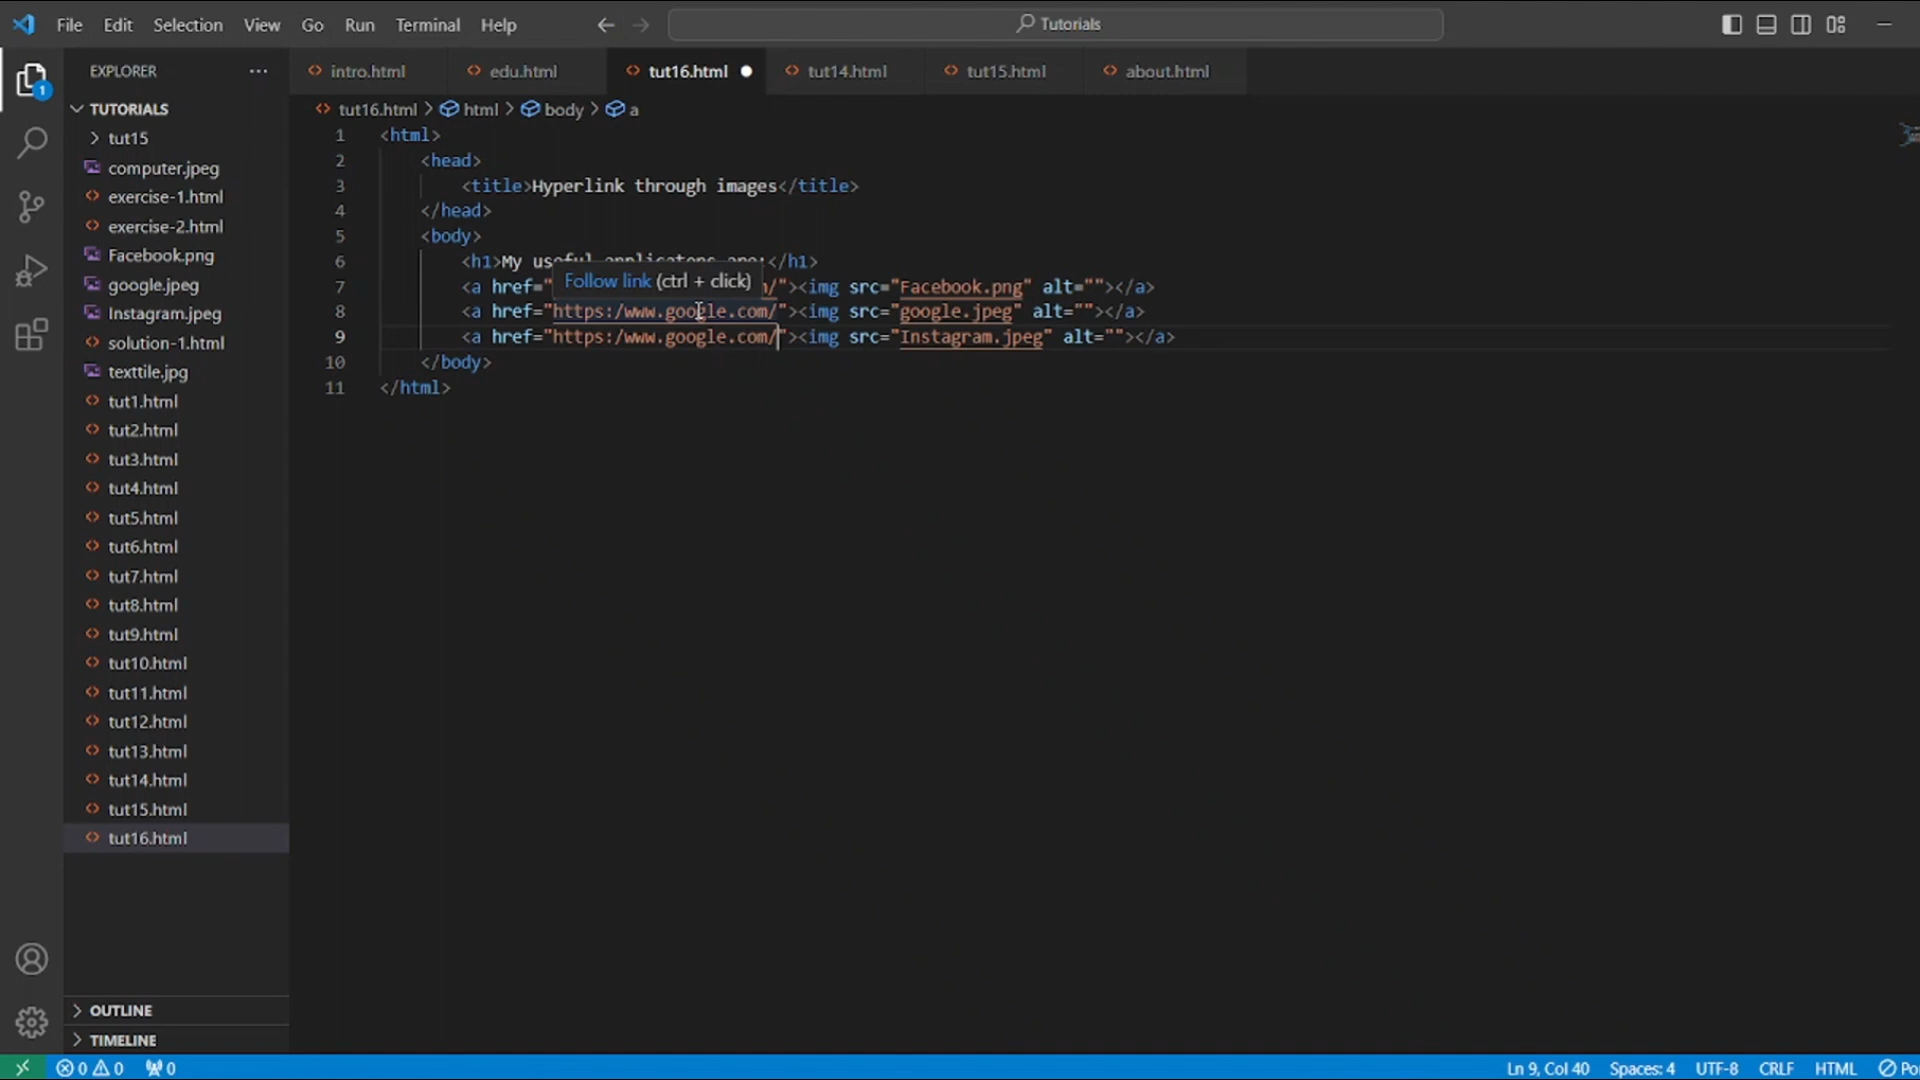 File Edit Selection View Go Run Terminal Help Tutorials
EXPLORER
intro.html edu.html tut16.html tut14.html tut15.html about.html
TUTORIALS
tut15
computer.jpeg
exercise-1.html
exercise-2.html
Facebook.png
google.jpeg
Instagram.jpeg
solution-1.html
texttile.jpg
tut1.html
tut2.html
tut3.html
tut4.html
tut5.html
tut6.html
tut7.html
tut8.html
tut9.html
tut10.html
tut11.html
tut12.html
tut13.html
tut14.html
tut15.html
tut16.html
OUTLINE
TIMELINE
1
tut16.html > html > body > a
1 <html>
2 <head>
3 <title>Hyperlink through images</title>
4 </head>
5 <body>
6 <h1>My useful applicatons are:</h1>
Follow link (ctrl + click)
7 <a href=" /"><img src="Facebook.png" alt=""></a>
8 <a href="https:/www.google.com/"><img src="google.jpeg" alt=""></a>
9 <a href="https:/www.google.com/"><img src="Instagram.jpeg" alt=""></a>
10 </body>
11 </html>
0 0 0
Ln 9, Col 40 Spaces: 4 UTF-8 CRLF HTML